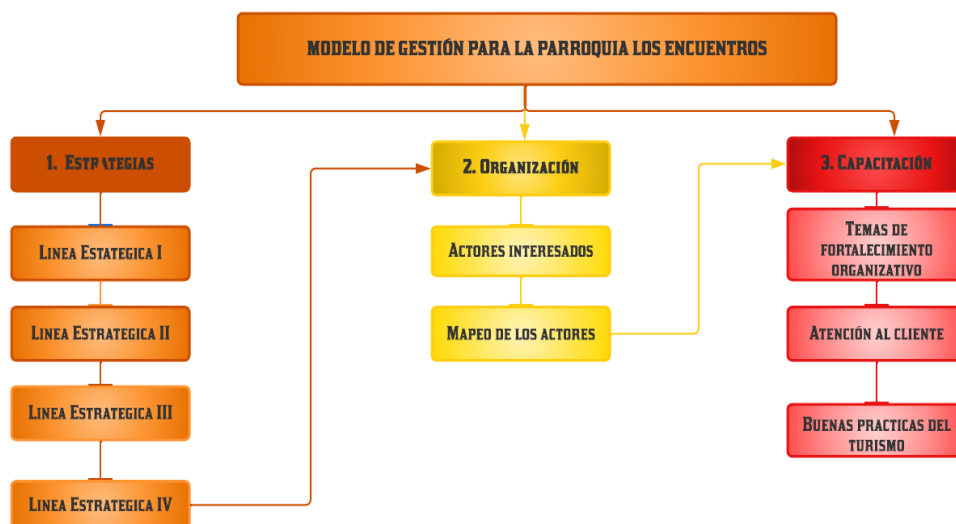 MODELO DE GESTIÓN PARA LA PARROQUIA LOS ENCUENTROS
1. ESTRATEGIAS
LINEA ESTATEGICA I
LINEA ESTRATEGICA II
LINEA ESTRATEGICA III
LINEA ESTRATEGICA IV
2. ORGANIZACIÓN
ACTORES INTERESADOS
MAPEO DE LOS ACTORES
3. CAPACITACIÓN
TEMAS DE
FORTALECIMIENTO
ORGANIZATIVO
ATENCIÓN AL CLIENTE
BUENAS PRACTICAS DEL
TURISMO